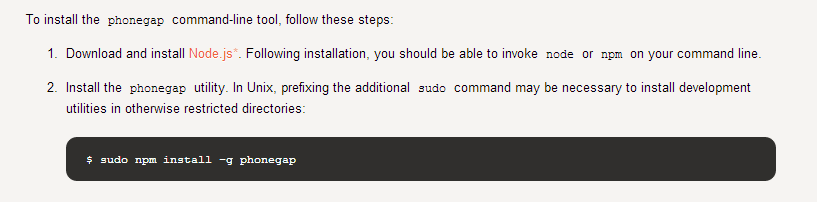 To install the phonegap command-line tool, follow these steps:
1. Download and install Node.js*. Following installation, you should be able to invoke node or npm on your command line.
2. Install the phonegap utility. In Unix, prefixing the additional sudo command may be necessary to install development
utilities in otherwise restricted directories:
$ sudo npm install -g phonegap